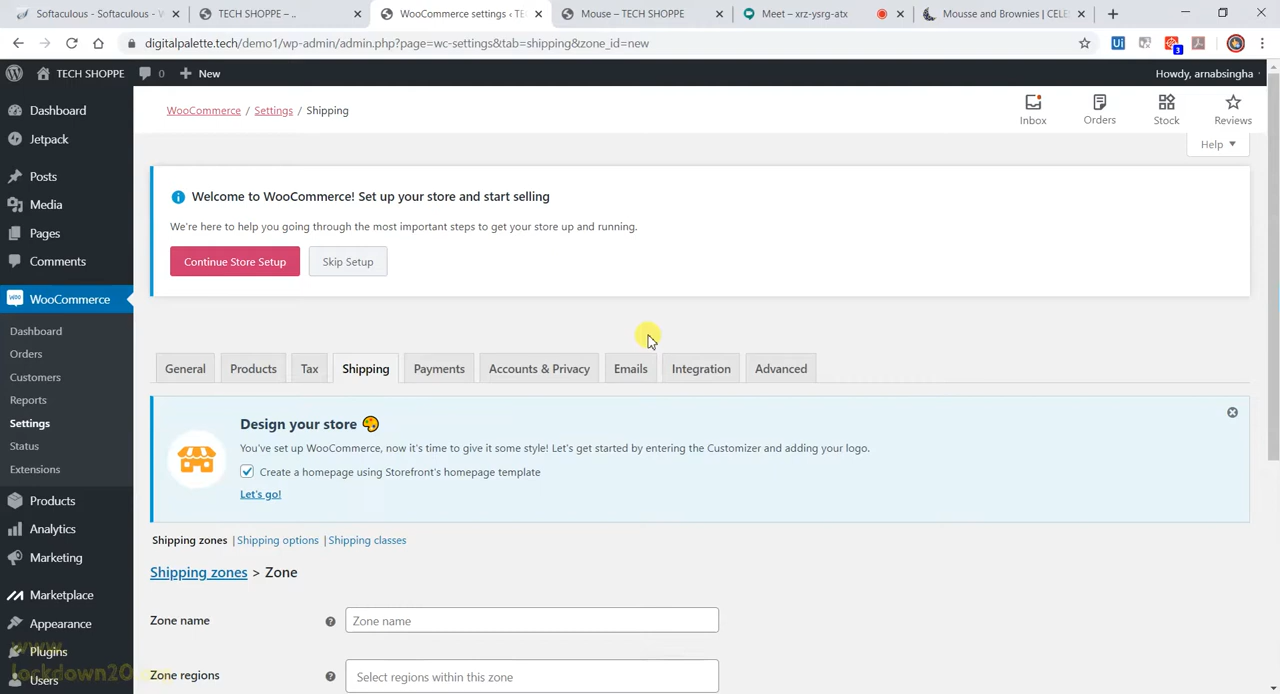 Softaculous - Softaculous - W
TECH SHOPPE – ..
WooCommerce settings ‹ TE
Mouse – TECH SHOPPE
Meet – xrz-ysrg-atx
Mousse and Brownies | CELE
digitalpalette.tech/demo1/wp-admin/admin.php?page=wc-settings&tab=shipping&zone_id=new
TECH SHOPPE 0 New
Howdy, arnabsingha
WooCommerce / Settings / Shipping
Inbox Orders Stock Reviews
Help
Dashboard
Jetpack
Posts
Media
Pages
Comments
WooCommerce
Dashboard
Orders
Customers
Reports
Settings
Status
Extensions
Products
Analytics
Marketing
Marketplace
Appearance
Plugins
Users
Welcome to WooCommerce! Set up your store and start selling
We're here to help you going through the most important steps to get your store up and running.
Continue Store Setup Skip Setup
General Products Tax Shipping Payments Accounts & Privacy Emails Integration Advanced
Design your store
You've set up WooCommerce, now it's time to give it some style! Let's get started by entering the Customizer and adding your logo.
Create a homepage using Storefront's homepage template
Let's go!
Shipping zones | Shipping options | Shipping classes
Shipping zones > Zone
Zone name ? Zone name
Zone regions ? Select regions within this zone
www.